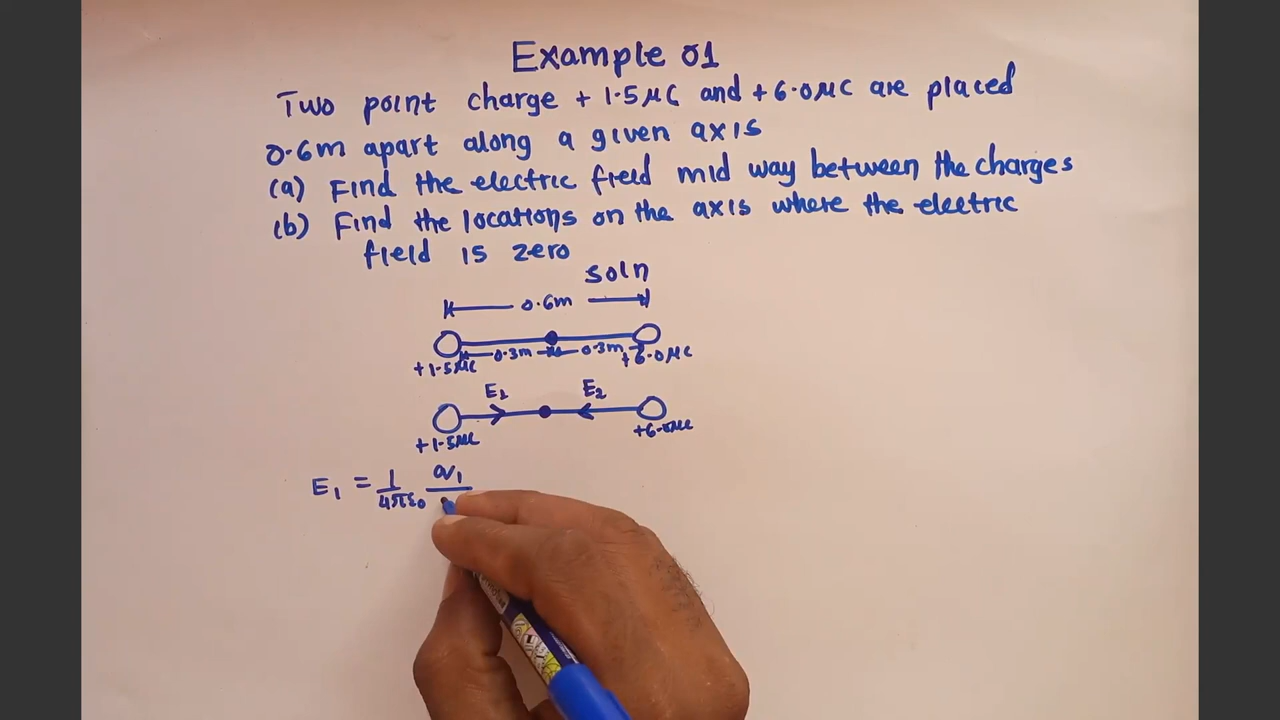 Example 01
Two point charge + 1.5μC and +6.0μC are placed
0.6m apart along a given axis
(a) Find the electric field mid way between the charges
(b) Find the locations on the axis where the electric
field is zero
soln
0.6m
0.3m 0.3m
+1.5μC +6.0μC
E1 E2
+1.5μC +6.0μC
E1 = 1/4πε0 q1